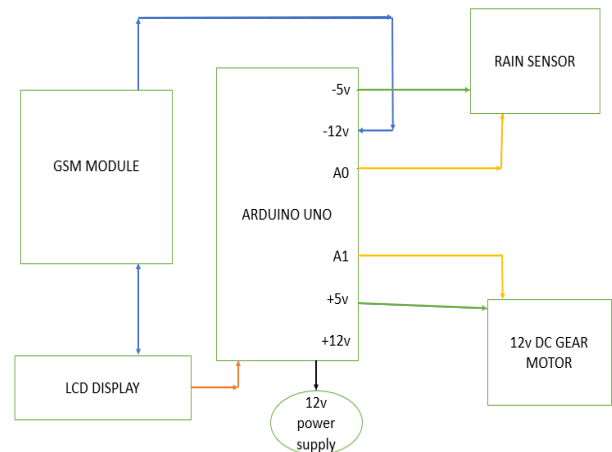 RAIN SENSOR
-5v
-12v
GSM MODULE
A0
ARDUINO UNO
A1
+5v
+12v
12v DC GEAR
MOTOR
LCD DISPLAY
12v
power
supply